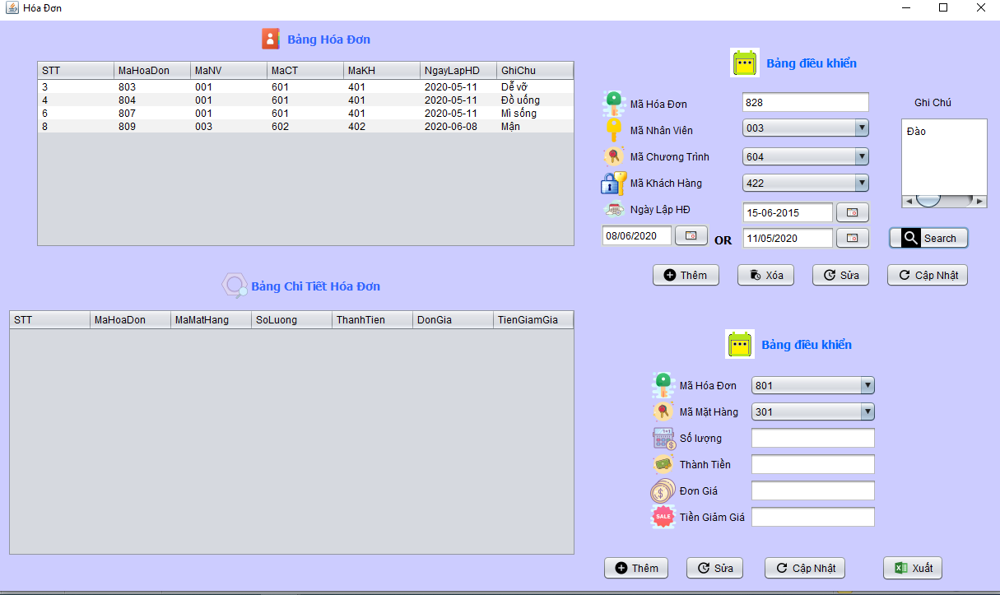 Hóa Đơn
Bảng Hóa Đơn
STT MaHoaDon MaNV MaCT MaKH NgayLapHD GhiChu
3 803 001 601 401 2020-05-11 Dễ vỡ
4 804 001 601 401 2020-05-11 Đồ uống
6 807 001 601 401 2020-05-11 Mì sống
8 809 003 602 402 2020-06-08 Mận
Bảng điều khiển
Mã Hóa Đơn 828
Mã Nhân Viên 003
Mã Chương Trình 604
Mã Khách Hàng 422
Ngày Lập HĐ 15-06-2015
08/06/2020 OR 11/05/2020
Ghi Chú
Đào
Search
Thêm Xóa Sửa Cập Nhật
Bảng Chi Tiết Hóa Đơn
STT MaHoaDon MaMatHang SoLuong ThanhTien DonGia TienGiamGia
Bảng điều khiển
Mã Hóa Đơn 801
Mã Mặt Hàng 301
Số lượng
Thành Tiền
Đơn Giá
SALE Tiền Giảm Giá
Thêm Sửa Cập Nhật Xuất